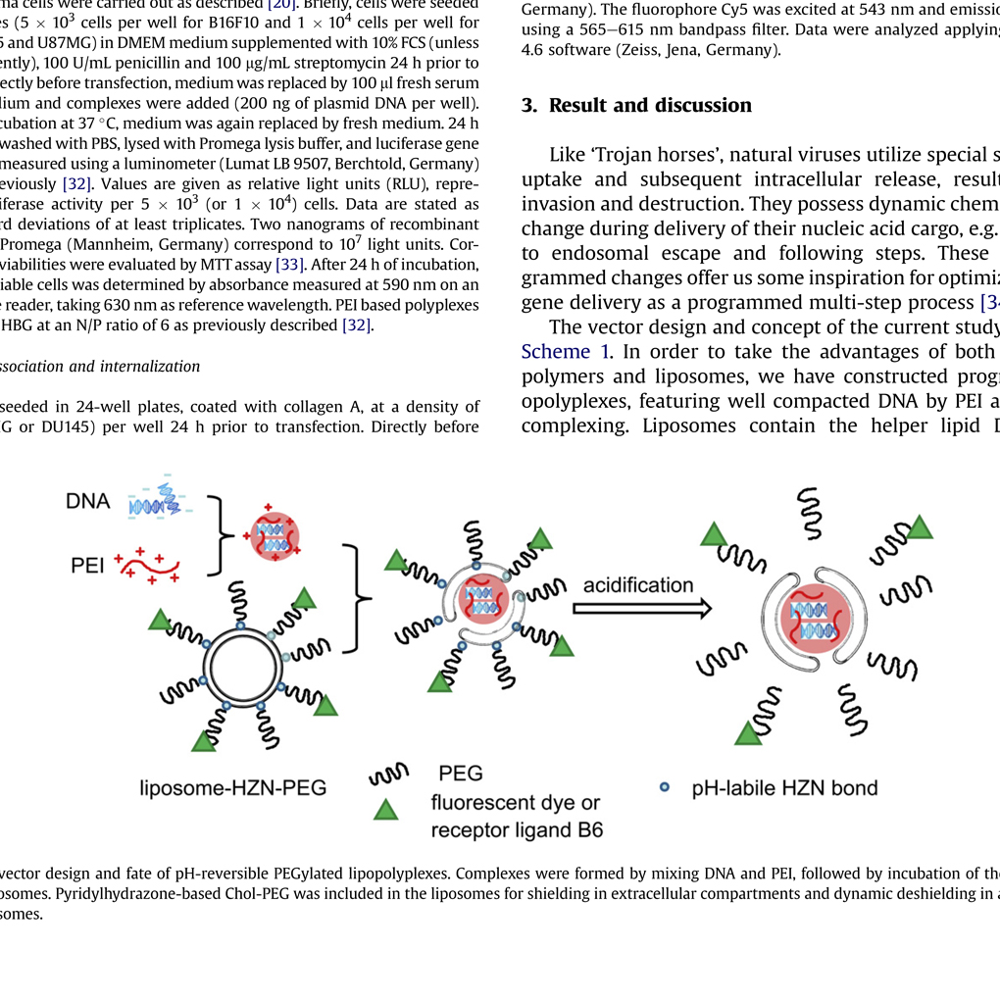 ma cells were carried out as described [20]. Briefly, cells were seeded
es (5 × 10³ cells per well for B16F10 and 1 × 10⁴ cells per well for
5 and U87MG) in DMEM medium supplemented with 10% FCS (unless
ently), 100 U/mL penicillin and 100 μg/mL streptomycin 24 h prior to
ectly before transfection, medium was replaced by 100 μl fresh serum
lium and complexes were added (200 ng of plasmid DNA per well).
cubation at 37 °C, medium was again replaced by fresh medium. 24 h
washed with PBS, lysed with Promega lysis buffer, and luciferase gene
measured using a luminometer (Lumat LB 9507, Berchtold, Germany)
eviously [32]. Values are given as relative light units (RLU), repre-
iferase activity per 5 × 10³ (or 1 × 10⁴) cells. Data are stated as
rd deviations of at least triplicates. Two nanograms of recombinant
Promega (Mannheim, Germany) correspond to 10⁷ light units. Cor-
viabilities were evaluated by MTT assay [33]. After 24 h of incubation,
iable cells was determined by absorbance measured at 590 nm on an
e reader, taking 630 nm as reference wavelength. PEI based polyplexes
HBG at an N/P ratio of 6 as previously described [32].
ssociation and internalization
seeded in 24-well plates, coated with collagen A, at a density of
G or DU145) per well 24 h prior to transfection. Directly before
Germany). The fluorophore Cy5 was excited at 543 nm and emissio
using a 565–615 nm bandpass filter. Data were analyzed applying
4.6 software (Zeiss, Jena, Germany).
3. Result and discussion
Like ‘Trojan horses’, natural viruses utilize special s
uptake and subsequent intracellular release, result
invasion and destruction. They possess dynamic chem
change during delivery of their nucleic acid cargo, e.g.
to endosomal escape and following steps. These
grammed changes offer us some inspiration for optimiz
gene delivery as a programmed multi-step process [34
The vector design and concept of the current study
Scheme 1. In order to take the advantages of both
polymers and liposomes, we have constructed progr
opolyplexes, featuring well compacted DNA by PEI a
complexing. Liposomes contain the helper lipid D
DNA
PEI
acidification
liposome-HZN-PEG
PEG
fluorescent dye or
receptor ligand B6
pH-labile HZN bond
vector design and fate of pH-reversible PEGylated lipopolyplexes. Complexes were formed by mixing DNA and PEI, followed by incubation of the
osomes. Pyridylhydrazone-based Chol-PEG was included in the liposomes for shielding in extracellular compartments and dynamic deshielding in a
somes.